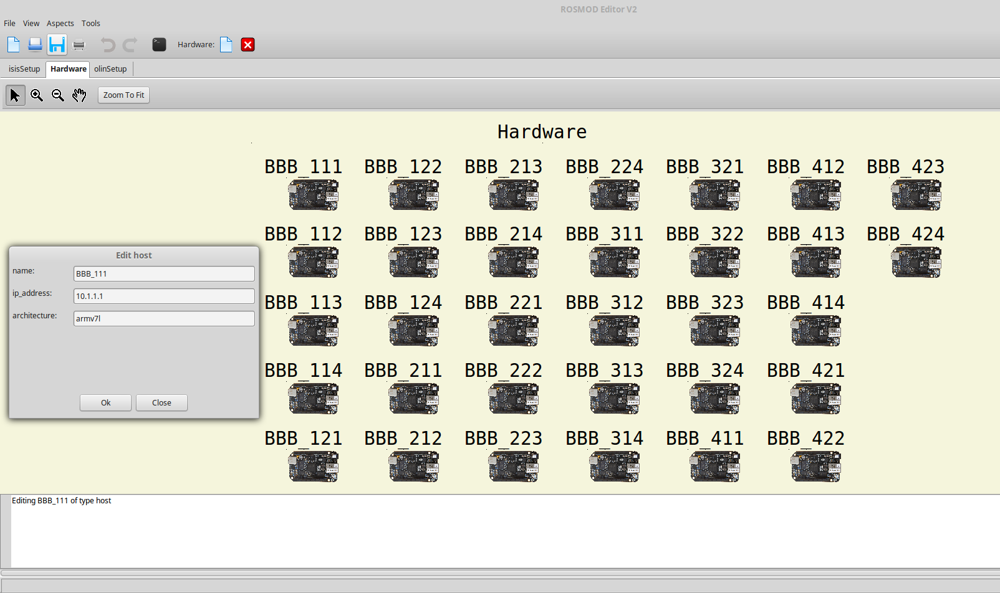 ROSMOD Editor V2
File View Aspects Tools
Hardware:
isisSetup Hardware olinSetup
Zoom To Fit
Hardware
BBB_111 BBB_122 BBB_213 BBB_224 BBB_321 BBB_412 BBB_423
BBB_112 BBB_123 BBB_214 BBB_311 BBB_322 BBB_413 BBB_424
BBB_113 BBB_124 BBB_221 BBB_312 BBB_323 BBB_414
BBB_114 BBB_211 BBB_222 BBB_313 BBB_324 BBB_421
BBB_121 BBB_212 BBB_223 BBB_314 BBB_411 BBB_422
Edit host
name: BBB_111
ip_address: 10.1.1.1
architecture: armv7l
Ok Close
Editing BBB_111 of type host